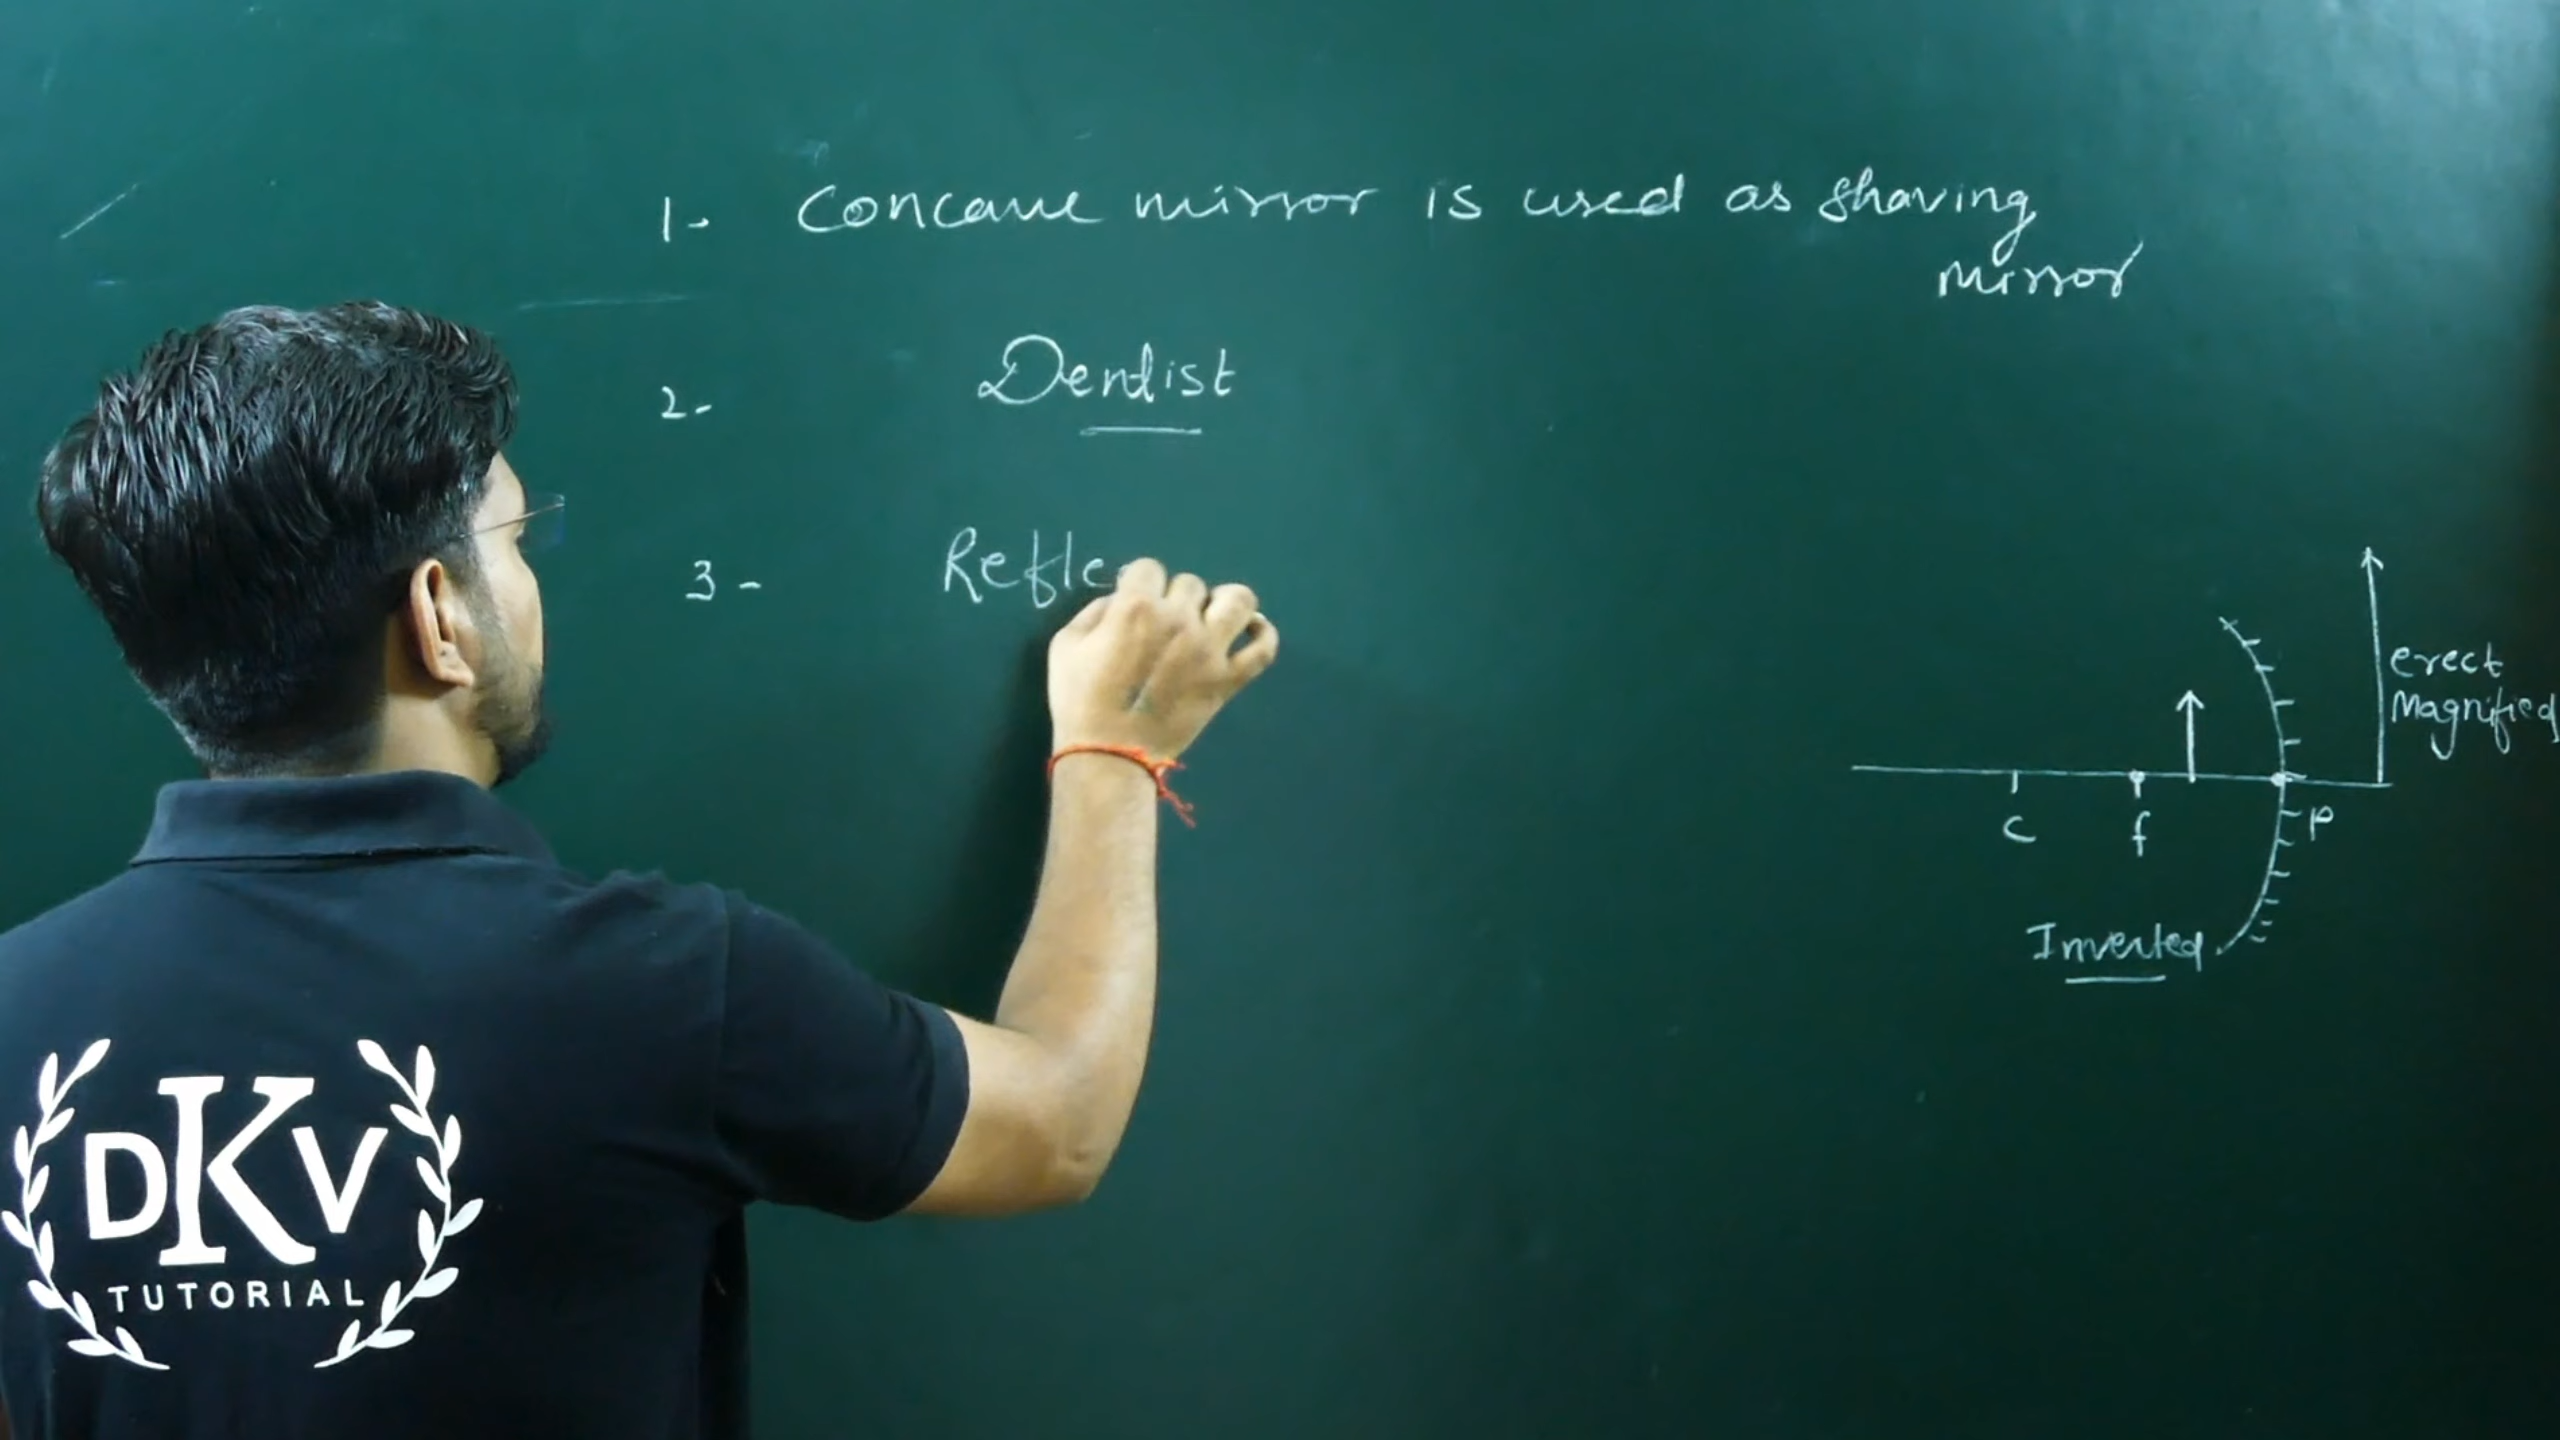 1- Concave mirror is used as shaving
mirror
2- Dentist
3- Refle
erect
Magnified
C f P
Inverted
DKV
TUTORIAL